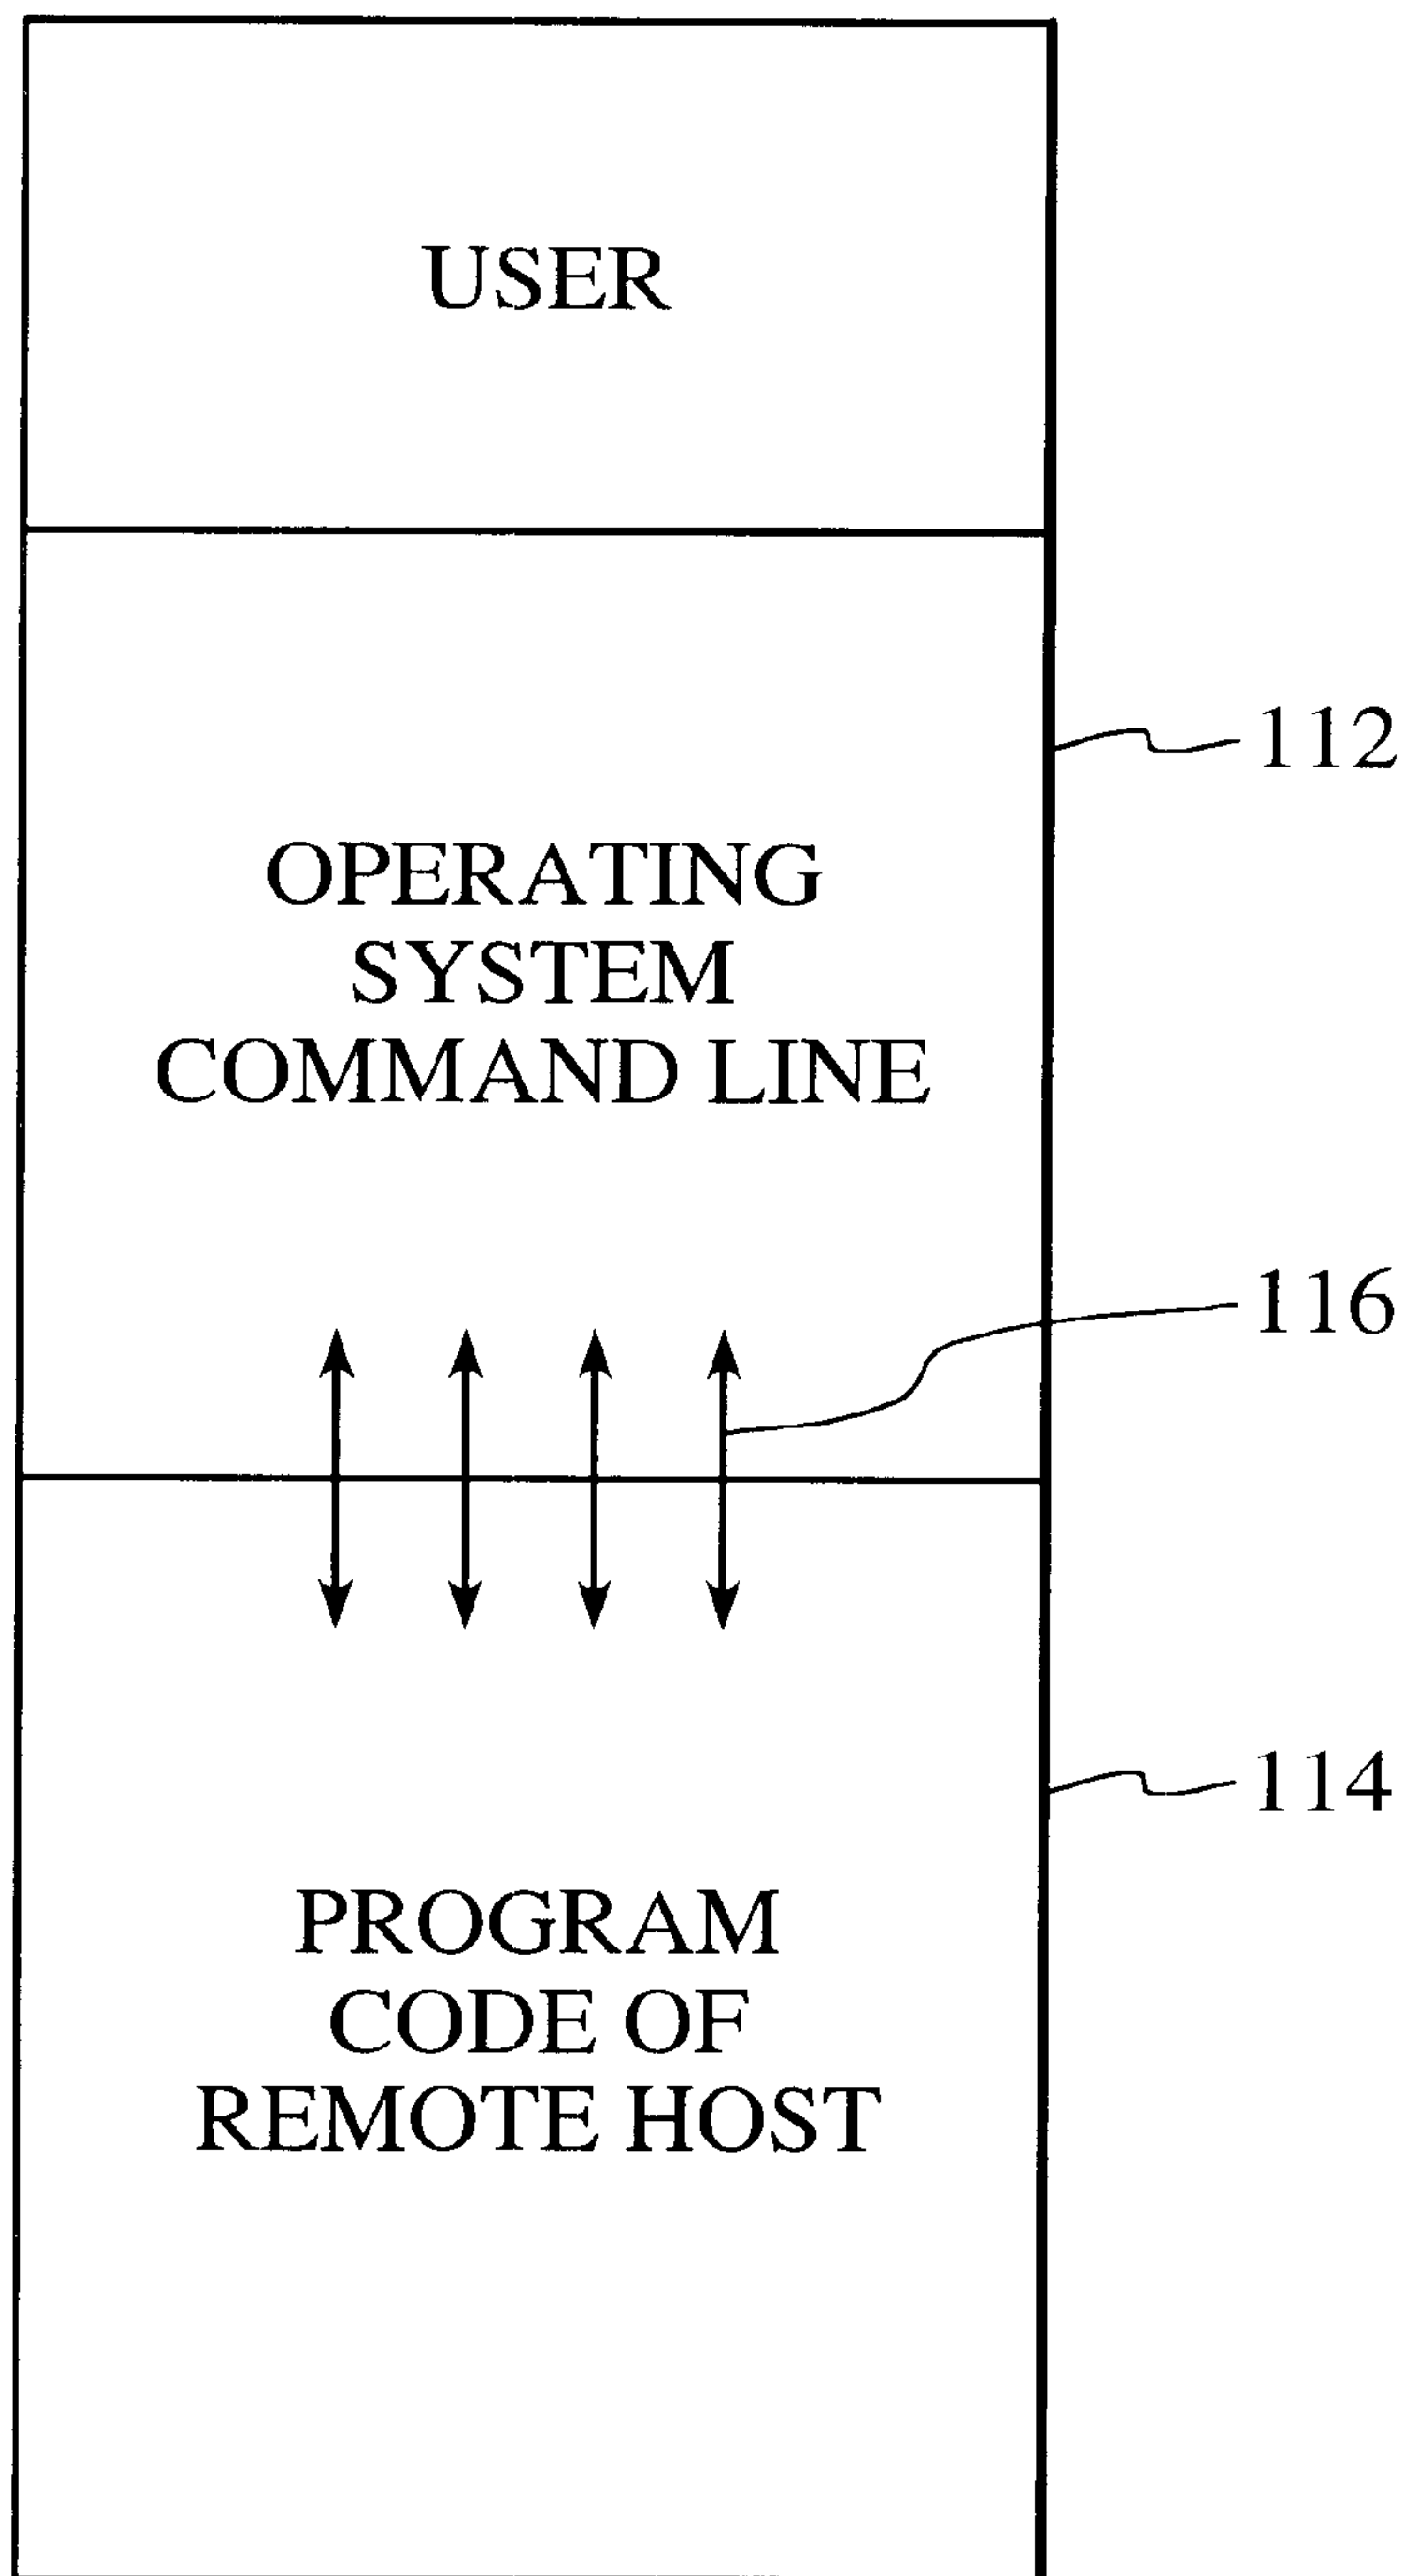 USER
112
OPERATING
SYSTEM
COMMAND LINE
116
114
PROGRAM
CODE OF
REMOTE HOST